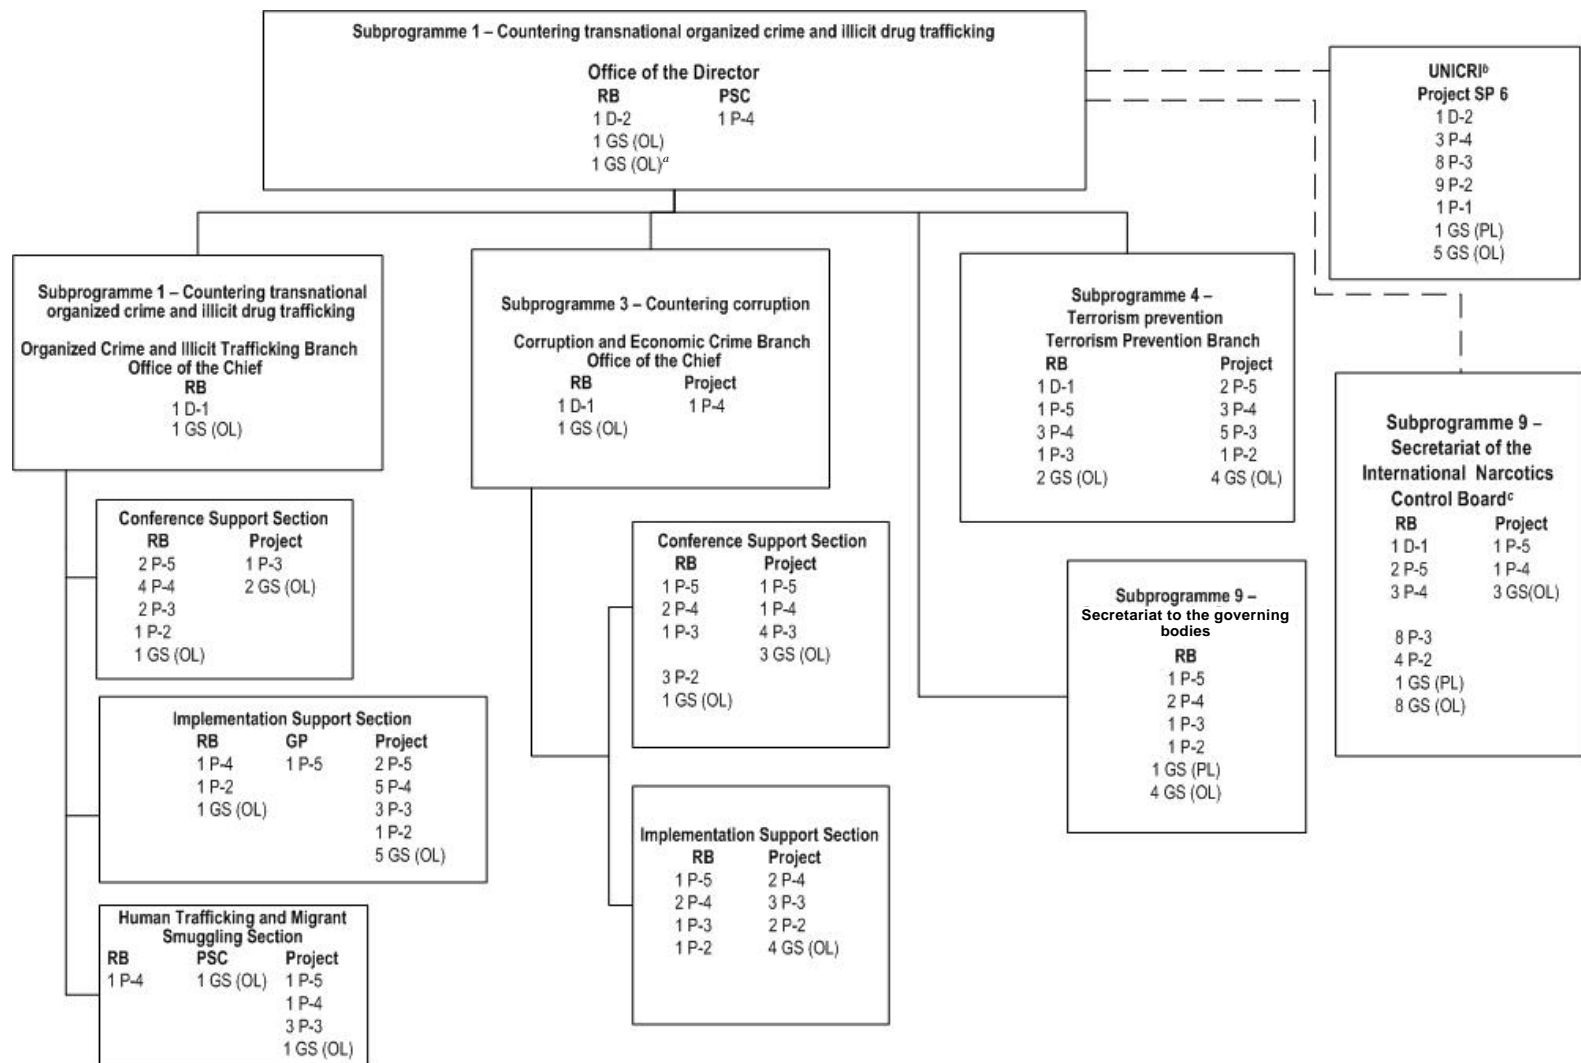 Subprogramme 1 – Countering transnational organized crime and illicit drug trafficking
Office of the Director
RB PSC
1 D-2 1 P-4
1 GS (OL)
1 GS (OL)a
UNICRIb
Project SP 6
1 D-2
3 P-4
8 P-3
9 P-2
1 P-1
1 GS (PL)
5 GS (OL)
Subprogramme 1 – Countering transnational
organized crime and illicit drug trafficking
Organized Crime and Illicit Trafficking Branch
Office of the Chief
RB
1 D-1
1 GS (OL)
Conference Support Section
RB Project
2 P-5 1 P-3
4 P-4 2 GS (OL)
2 P-3
1 P-2
1 GS (OL)
Implementation Support Section
RB GP Project
1 P-4 1 P-5 2 P-5
1 P-2 5 P-4
1 GS (OL) 3 P-3
1 P-2
5 GS (OL)
Human Trafficking and Migrant
Smuggling Section
RB PSC Project
1 P-4 1 GS (OL) 1 P-5
1 P-4
3 P-3
1 GS (OL)
Subprogramme 3 – Countering corruption
Corruption and Economic Crime Branch
Office of the Chief
RB Project
1 D-1 1 P-4
1 GS (OL)
Conference Support Section
RB Project
1 P-5 1 P-5
2 P-4 1 P-4
1 P-3 4 P-3
3 GS (OL)
3 P-2
1 GS (OL)
Implementation Support Section
RB Project
1 P-5 2 P-4
2 P-4 3 P-3
1 P-3 2 P-2
1 P-2 4 GS (OL)
Subprogramme 4 –
Terrorism prevention
Terrorism Prevention Branch
RB Project
1 D-1 2 P-5
1 P-5 3 P-4
3 P-4 5 P-3
1 P-3 1 P-2
2 GS (OL) 4 GS (OL)
Subprogramme 9 –
Secretariat to the governing
bodies
RB
1 P-5
2 P-4
1 P-3
1 P-2
1 GS (PL)
4 GS (OL)
Subprogramme 9 –
Secretariat of the
International Narcotics
Control Boardc
RB Project
1 D-1 1 P-5
2 P-5 1 P-4
3 P-4 3 GS(OL)
8 P-3
4 P-2
1 GS (PL)
8 GS (OL)